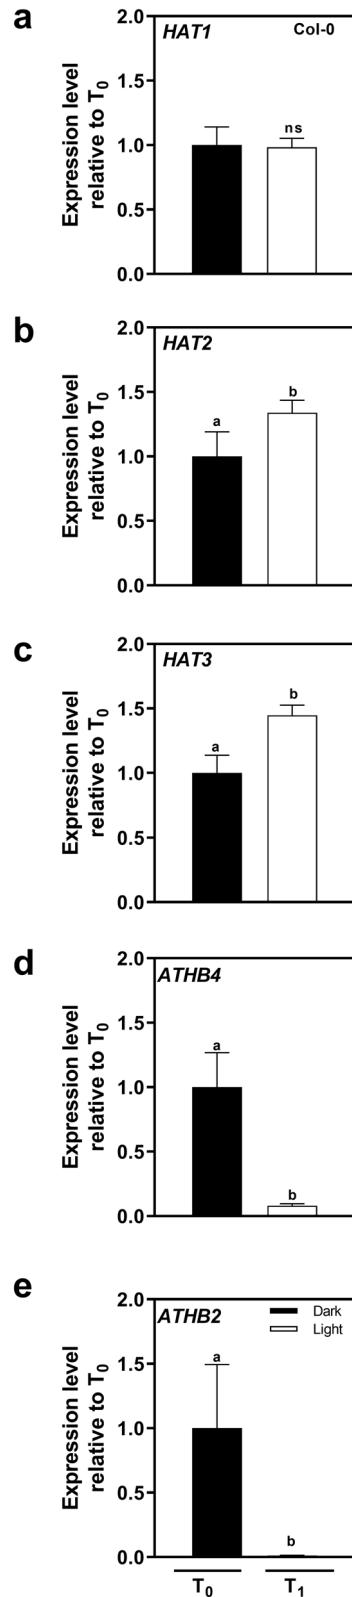 a
HAT1
Col-0
Expression level
relative to T0
2.0
1.5
1.0
0.5
0.0
ns
b
HAT2
Expression level
relative to T0
2.0
1.5
1.0
0.5
0.0
a
b
c
HAT3
Expression level
relative to T0
2.0
1.5
1.0
0.5
0.0
a
b
d
ATHB4
Expression level
relative to T0
2.0
1.5
1.0
0.5
0.0
a
b
e
ATHB2
Dark
Light
Expression level
relative to T0
2.0
1.5
1.0
0.5
0.0
a
b
T0
T1